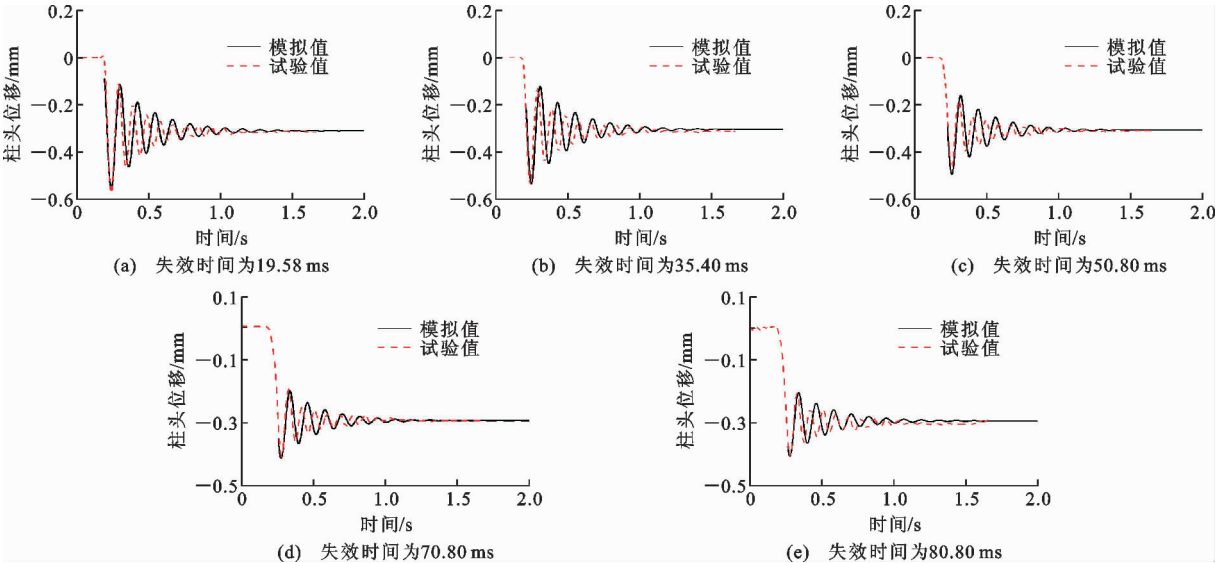 0.2
0
−0.2
−0.4
−0.6
柱头位移/mm
模拟值
试验值
0 0.5 1.0 1.5 2.0
时间/s
(a) 失效时间为19.58 ms
0.2
0
−0.2
−0.4
−0.6
柱头位移/mm
模拟值
试验值
0 0.5 1.0 1.5 2.0
时间/s
(b) 失效时间为35.40 ms
0.2
0
−0.2
−0.4
−0.6
柱头位移/mm
模拟值
试验值
0 0.5 1.0 1.5 2.0
时间/s
(c) 失效时间为50.80 ms
0.1
−0.1
−0.3
−0.5
柱头位移/mm
模拟值
试验值
0 0.5 1.0 1.5 2.0
时间/s
(d) 失效时间为70.80 ms
0.1
−0.1
−0.3
−0.5
柱头位移/mm
模拟值
试验值
0 0.5 1.0 1.5 2.0
时间/s
(e) 失效时间为80.80 ms